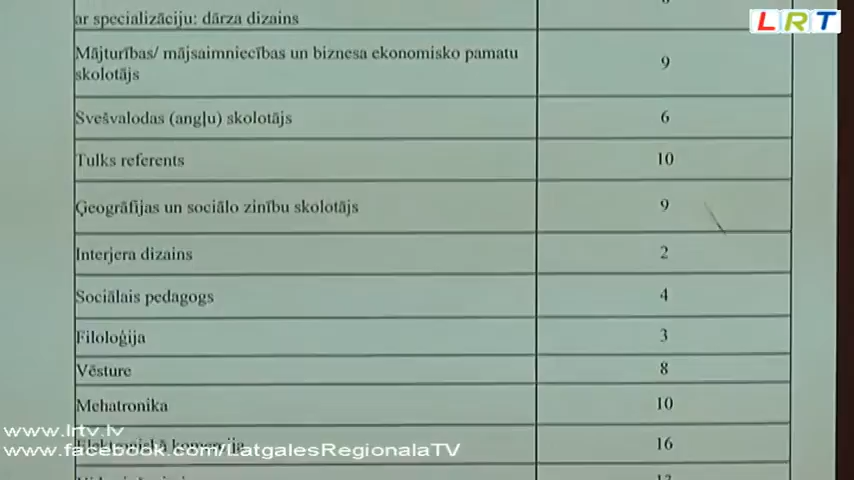 LRT
ar specializāciju: dārza dizains
Mājturības/ mājsaimniecības un biznesa ekonomisko pamatu
skolotājs
9
Svešvalodas (angļu) skolotājs 6
Tulks referents 10
Ģeogrāfijas un sociālo zinību skolotājs 9
Interjera dizains 2
Sociālais pedagogs 4
Filoloģija 3
Vēsture 8
Mehatronika 10
www.lrtv.lv
Elektroniskā komercija 16
www.facebook.com/LatgalesRegionalaTV